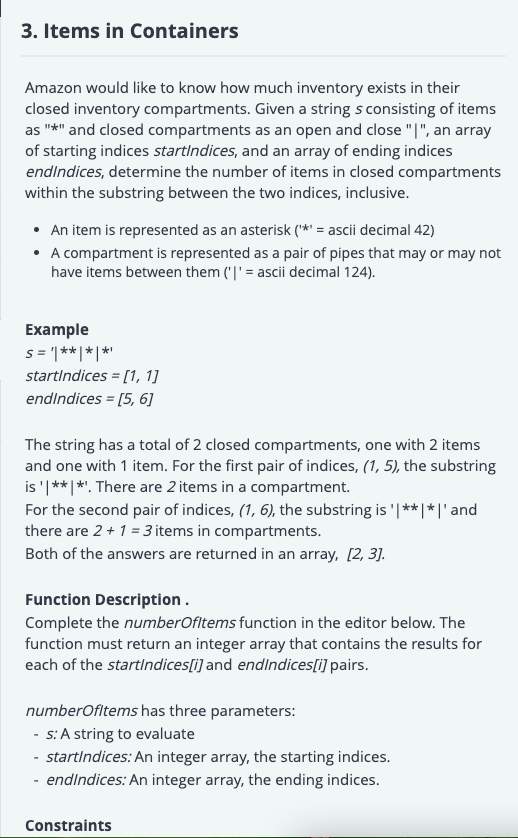 3. Items in Containers
Amazon would like to know how much inventory exists in their
closed inventory compartments. Given a string s consisting of items
as "*" and closed compartments as an open and close "|", an array
of starting indices startIndices, and an array of ending indices
endIndices, determine the number of items in closed compartments
within the substring between the two indices, inclusive.
• An item is represented as an asterisk ('*' = ascii decimal 42)
• A compartment is represented as a pair of pipes that may or may not
have items between them ('|' = ascii decimal 124).
Example
s = '|**|*|*'
startIndices = [1, 1]
endIndices = [5, 6]
The string has a total of 2 closed compartments, one with 2 items
and one with 1 item. For the first pair of indices, (1, 5), the substring
is '|**|*'. There are 2 items in a compartment.
For the second pair of indices, (1, 6), the substring is '|**|*|' and
there are 2 + 1 = 3 items in compartments.
Both of the answers are returned in an array, [2, 3].
Function Description .
Complete the numberOfItems function in the editor below. The
function must return an integer array that contains the results for
each of the startIndices[i] and endIndices[i] pairs.
numberOfItems has three parameters:
- s: A string to evaluate
- startIndices: An integer array, the starting indices.
- endIndices: An integer array, the ending indices.
Constraints